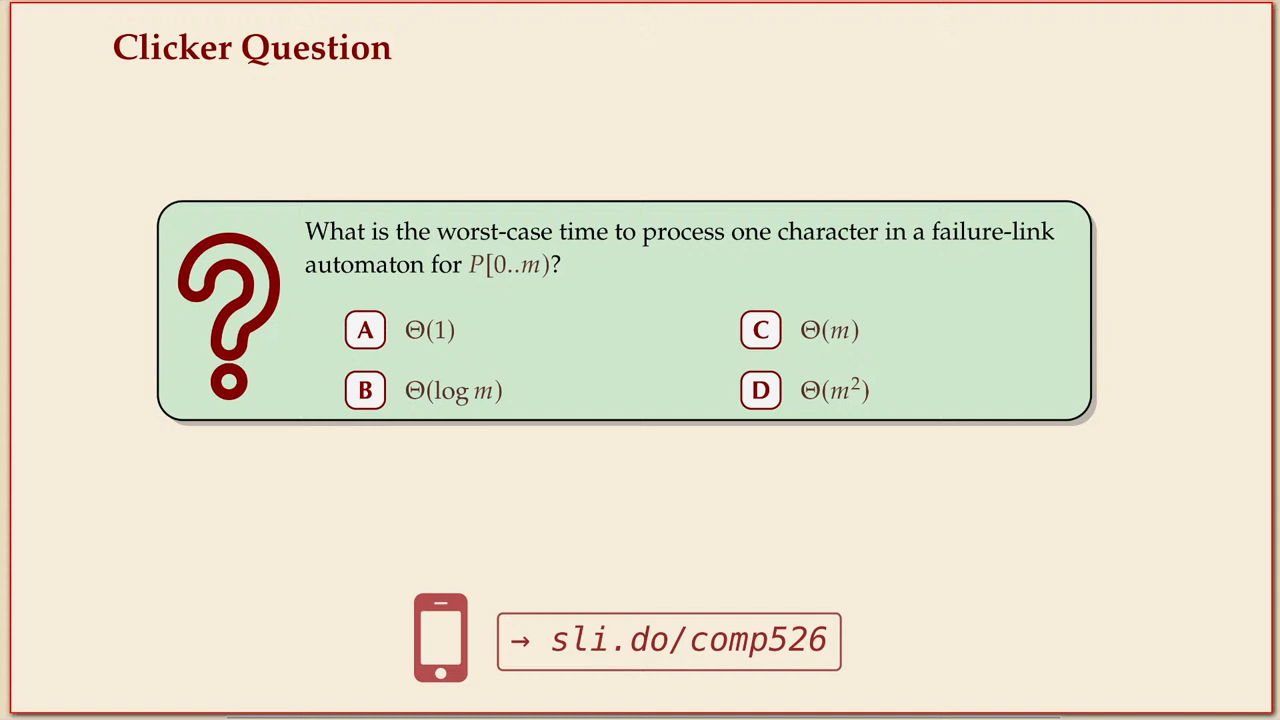 Clicker Question
What is the worst-case time to process one character in a failure-link
automaton for P[0..m)?
A Θ(1)
B Θ(log m)
C Θ(m)
D Θ(m²)
→ sli.do/comp526